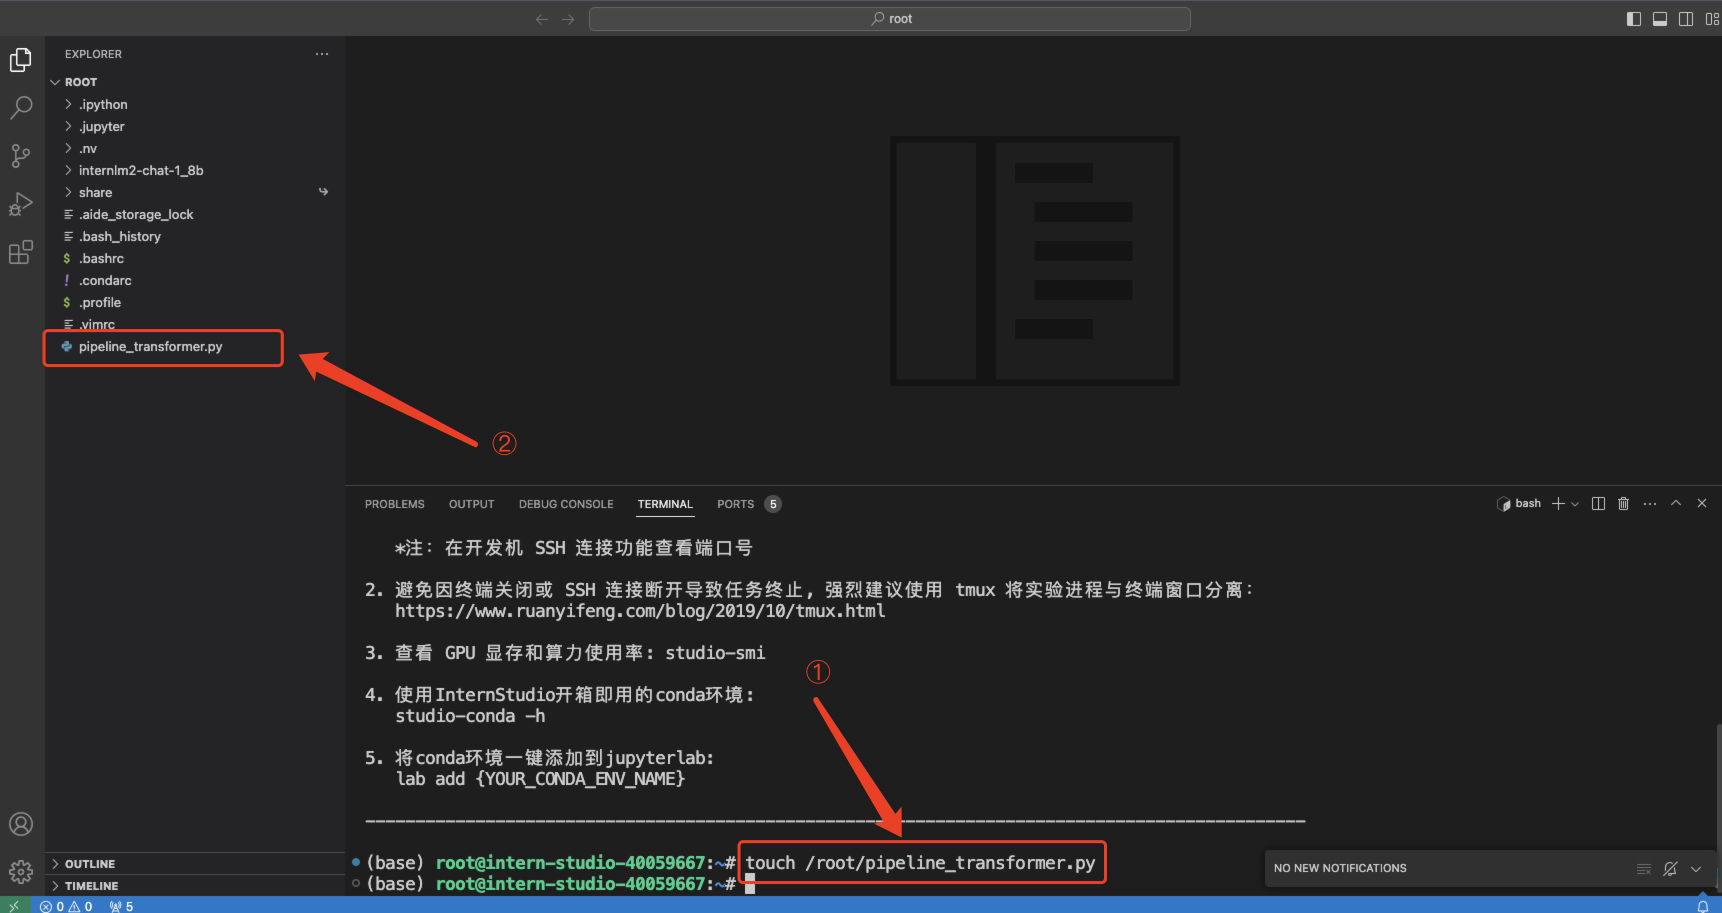 root
EXPLORER
ROOT
.ipython
.jupyter
.nv
internlm2-chat-1_8b
share
.aide_storage_lock
.bash_history
$ .bashrc
! .condarc
$ .profile
.vimrc
pipeline_transformer.py
②
PROBLEMS OUTPUT DEBUG CONSOLE TERMINAL PORTS 5
bash
*注: 在开发机 SSH 连接功能查看端口号
2. 避免因终端关闭或 SSH 连接断开导致任务终止, 强烈建议使用 tmux 将实验进程与终端窗口分离:
https://www.ruanyifeng.com/blog/2019/10/tmux.html
3. 查看 GPU 显存和算力使用率: studio-smi
①
4. 使用InternStudio开箱即用的conda环境:
studio-conda -h
5. 将conda环境一键添加到jupyterlab:
lab add {YOUR_CONDA_ENV_NAME}
(base) root@intern-studio-40059667:~# touch /root/pipeline_transformer.py
(base) root@intern-studio-40059667:~#
NO NEW NOTIFICATIONS
OUTLINE
TIMELINE
0 0 5